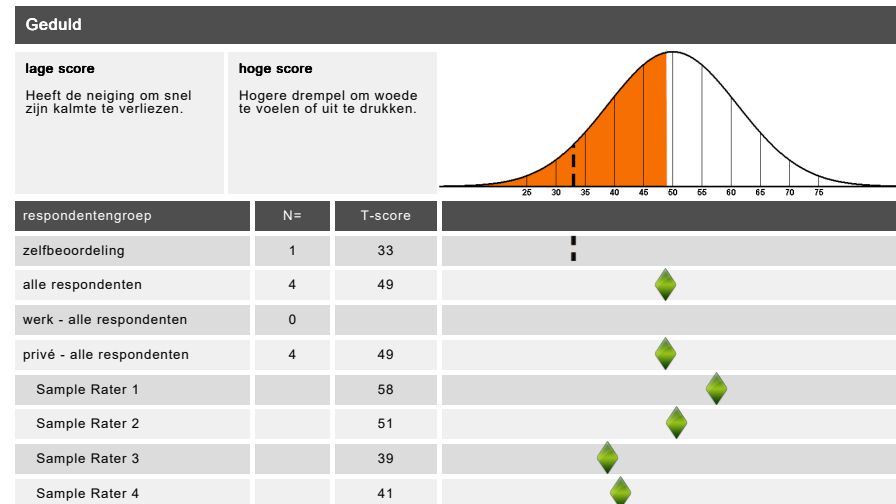 Geduld
lage score
Heeft de neiging om snel
zijn kalmte te verliezen.
hoge score
Hogere drempel om woede
te voelen of uit te drukken.
25 30 35 40 45 50 55 60 65 70 75
respondentengroep N= T-score
zelfbeoordeling 1 33
alle respondenten 4 49
werk - alle respondenten 0
privé - alle respondenten 4 49
Sample Rater 1 58
Sample Rater 2 51
Sample Rater 3 39
Sample Rater 4 41